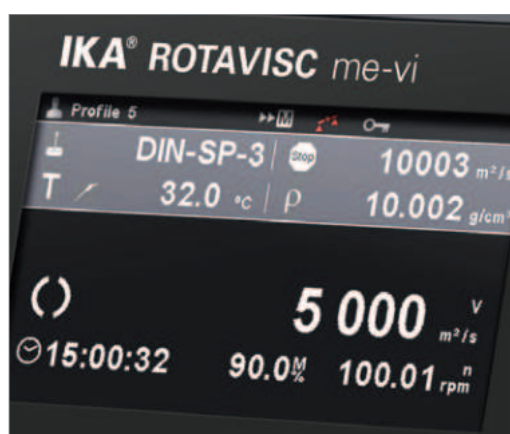 IKA® ROTAVISC me-vi
Profile 5 M
DIN-SP-3 Stop 10003 m²/s
T 32.0 °C ρ 10.002 g/cm³
5 000 V m²/s
15:00:32 90.0 M % 100.01 n rpm